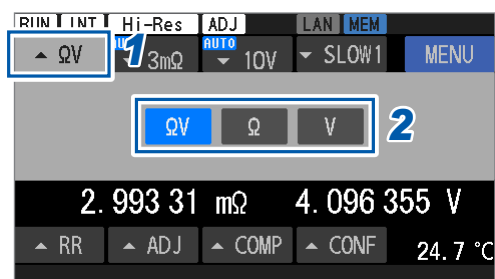 RUN INT Hi-Res ADJ LAN MEM
ΩV 1 AU 3mΩ AUTO 10V SLOW1 MENU
ΩV Ω V 2
2.993 31 mΩ 4.096 355 V
RR ADJ COMP CONF 24.7 °C